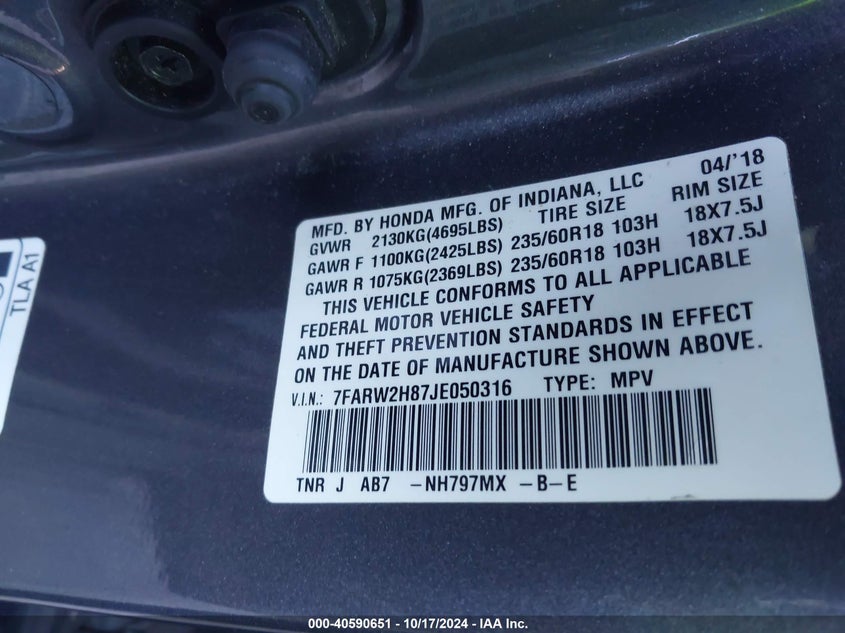 MFD. BY HONDA MFG. OF INDIANA, LLC 04/'18
GVWR 2130KG(4695LBS) TIRE SIZE RIM SIZE
GAWR F 1100KG(2425LBS) 235/60R18 103H 18X7.5J
GAWR R 1075KG(2369LBS) 235/60R18 103H 18X7.5J
THIS VEHICLE CONFORMS TO ALL APPLICABLE
FEDERAL MOTOR VEHICLE SAFETY
AND THEFT PREVENTION STANDARDS IN EFFECT
ON THE DATE OF MANUFACTURE SHOWN ABOVE.
V.I.N.: 7FARW2H87JE050316 TYPE: MPV
TNR J AB7 -NH797MX -B-E
TLA A1
000-40590651 - 10/17/2024 - IAA Inc.